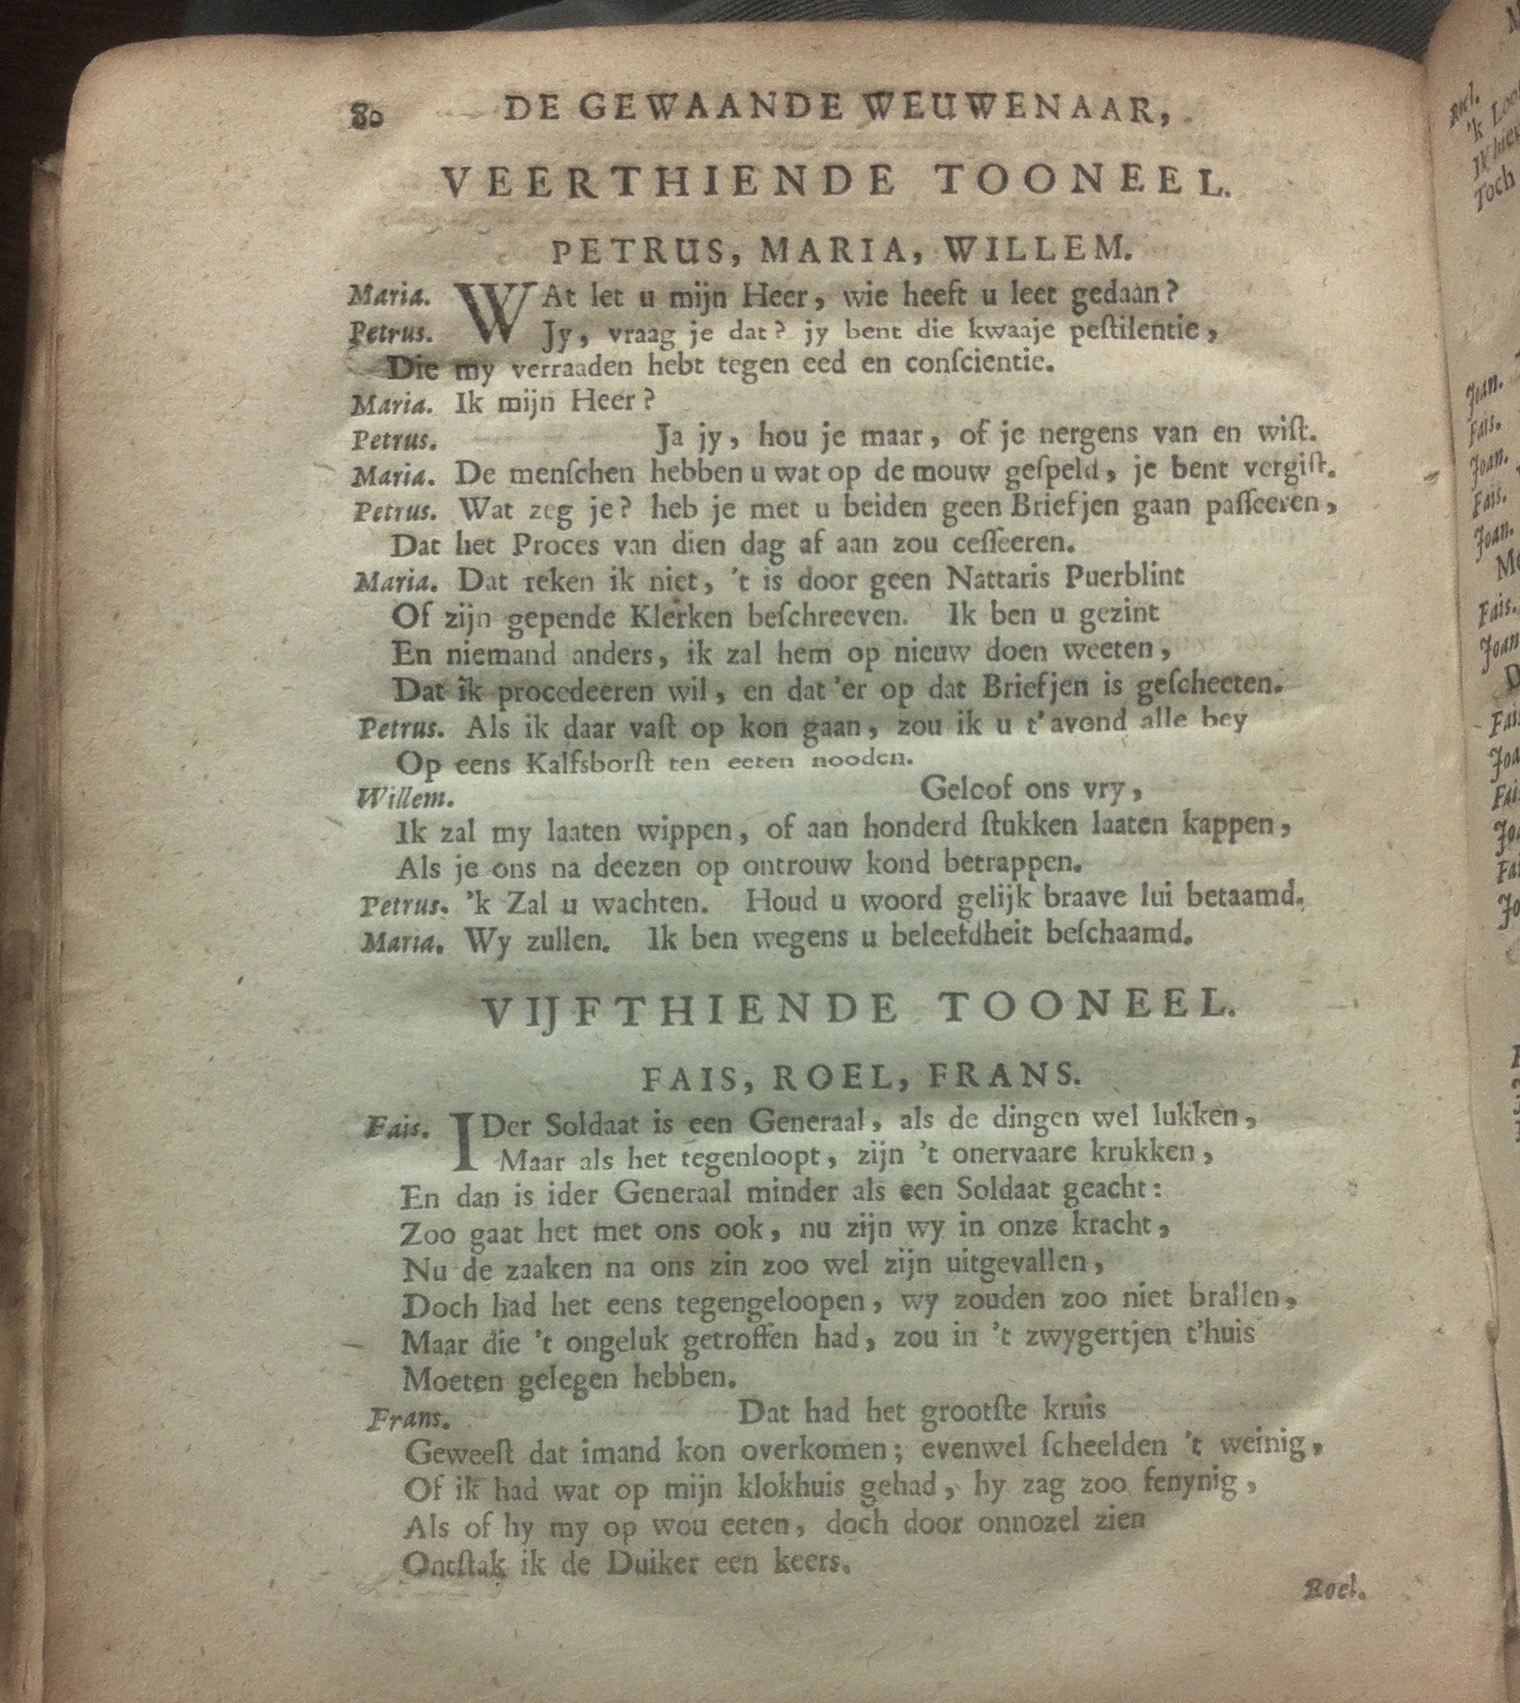 80 DE GEWAANDE WEUWENAAR,
VEERTHIENDE TOONEEL.
PETRUS, MARIA, WILLEM.
Maria. WAt let u mijn Heer, wie heeft u leet gedaan?
Petrus. Jy, vraag je dat? jy bent die kwaaje peſtilentie,
Die my verraaden hebt tegen eed en conſcientie.
Maria. Ik mijn Heer?
Petrus. Ja jy, hou je maar, of je nergens van en wiſt.
Maria. De menſchen hebben u wat op de mouw geſpeld, je bent vergiſt.
Petrus. Wat zeg je? heb je met u beiden geen Briefjen gaan paſſeeren,
Dat het Proces van dien dag af aan zou ceſſeeren.
Maria. Dat reken ik niet, 't is door geen Nattaris Puerblint
Of zijn gepende Klerken beſchreeven. Ik ben u gezint
En niemand anders, ik zal hem op nieuw doen weeten,
Dat ik procedeeren wil, en dat 'er op dat Briefjen is geſcheeten.
Petrus. Als ik daar vaſt op kon gaan, zou ik u t'avond alle bey
Op eens Kalfsborſt ten eeten nooden.
Willem. Geloof ons vry,
Ik zal my laaten wippen, of aan honderd ſtukken laaten kappen,
Als je ons na deezen op ontrouw kond betrappen.
Petrus. 'k Zal u wachten. Houd u woord gelijk braave lui betaamd.
Maria. Wy zullen. Ik ben wegens u beleefdheit beſchaamd.
VIJFTHIENDE TOONEEL.
FAIS, ROEL, FRANS.
Fais. IDer Soldaat is een Generaal, als de dingen wel lukken,
Maar als het tegenloopt, zijn 't onervaare krukken,
En dan is ider Generaal minder als een Soldaat geacht:
Zoo gaat het met ons ook, nu zijn wy in onze kracht,
Nu de zaaken na ons zin zoo wel zijn uitgevallen,
Doch had het eens tegengeloopen, wy zouden zoo niet brallen,
Maar die 't ongeluk getroffen had, zou in 't zwygertjen t'huis
Moeten gelegen hebben.
Frans. Dat had het grootſte kruis
Geweeſt dat imand kon overkomen; evenwel ſcheelden 't weinig,
Of ik had wat op mijn klokhuis gehad, hy zag zoo fenynig,
Als of hy my op wou eeten, doch door onnozel zien
Ontſtak ik de Duiker een keers.
Roel.
Roel.
'k
Ik
Toch
Joan.
Fais.
Joan.
Fais.
Joan.
Fais.
Joan